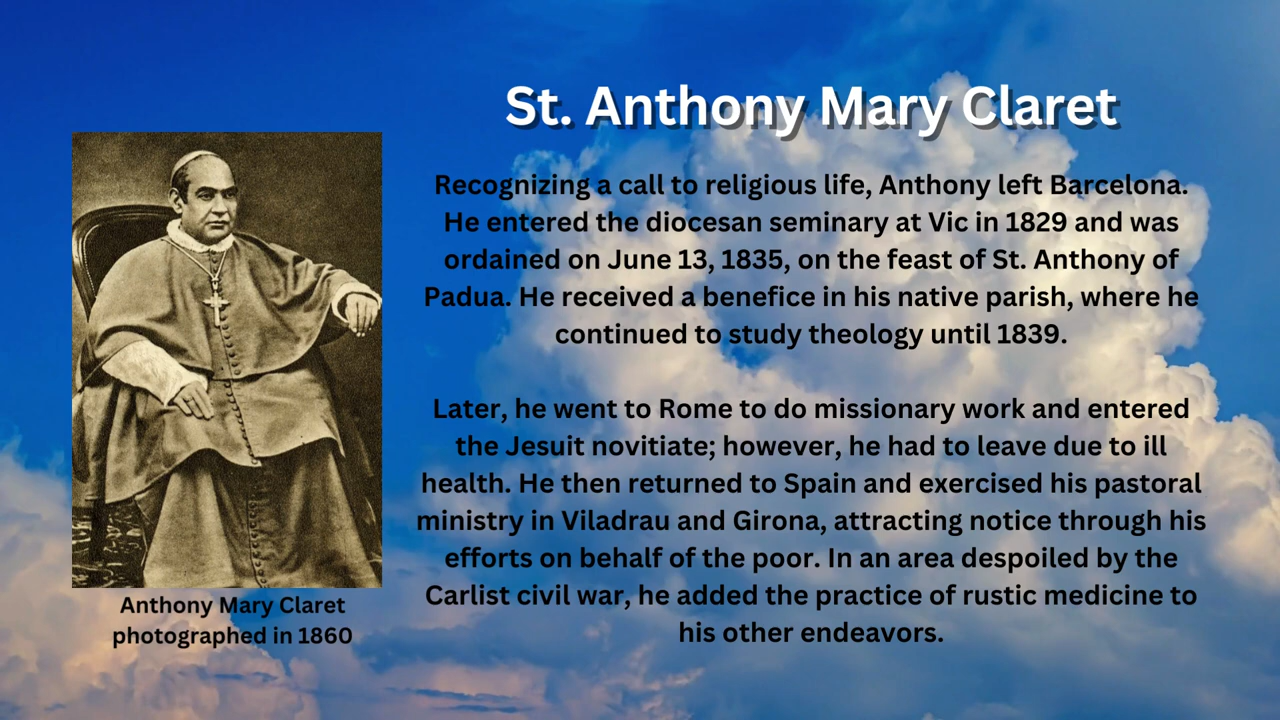 St. Anthony Mary Claret
Recognizing a call to religious life, Anthony left Barcelona.
He entered the diocesan seminary at Vic in 1829 and was
ordained on June 13, 1835, on the feast of St. Anthony of
Padua. He received a benefice in his native parish, where he
continued to study theology until 1839.
Later, he went to Rome to do missionary work and entered
the Jesuit novitiate; however, he had to leave due to ill
health. He then returned to Spain and exercised his pastoral
ministry in Viladrau and Girona, attracting notice through his
efforts on behalf of the poor. In an area despoiled by the
Carlist civil war, he added the practice of rustic medicine to
his other endeavors.
Anthony Mary Claret
photographed in 1860